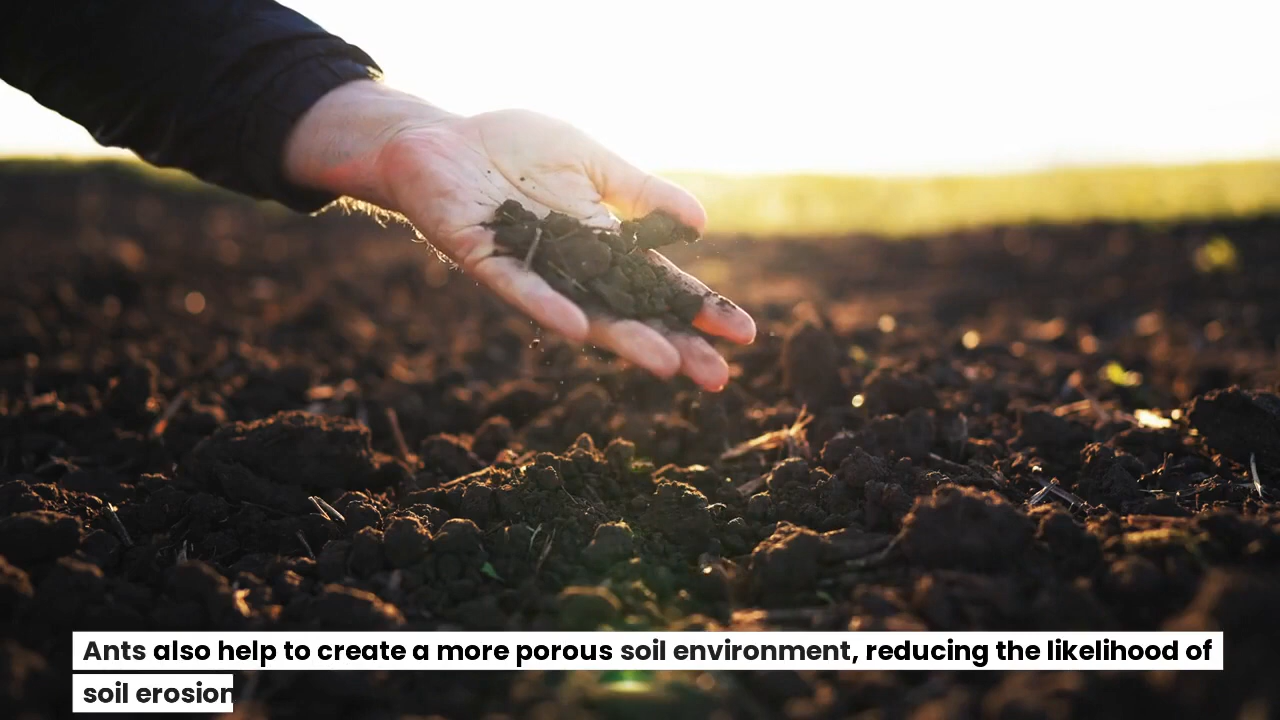 Ants also help to create a more porous soil environment, reducing the likelihood of
soil erosion